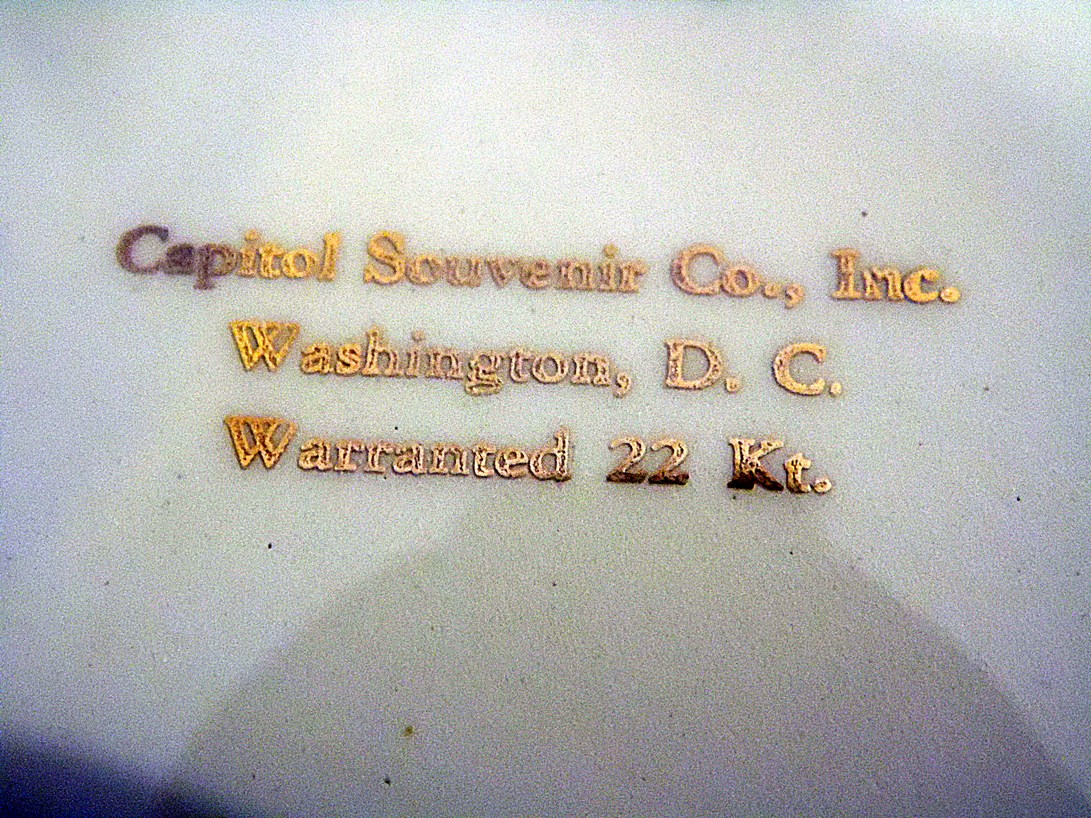 Capitol Souvenir Co., Inc.
Washington, D. C.
Warranted 22 Kt.